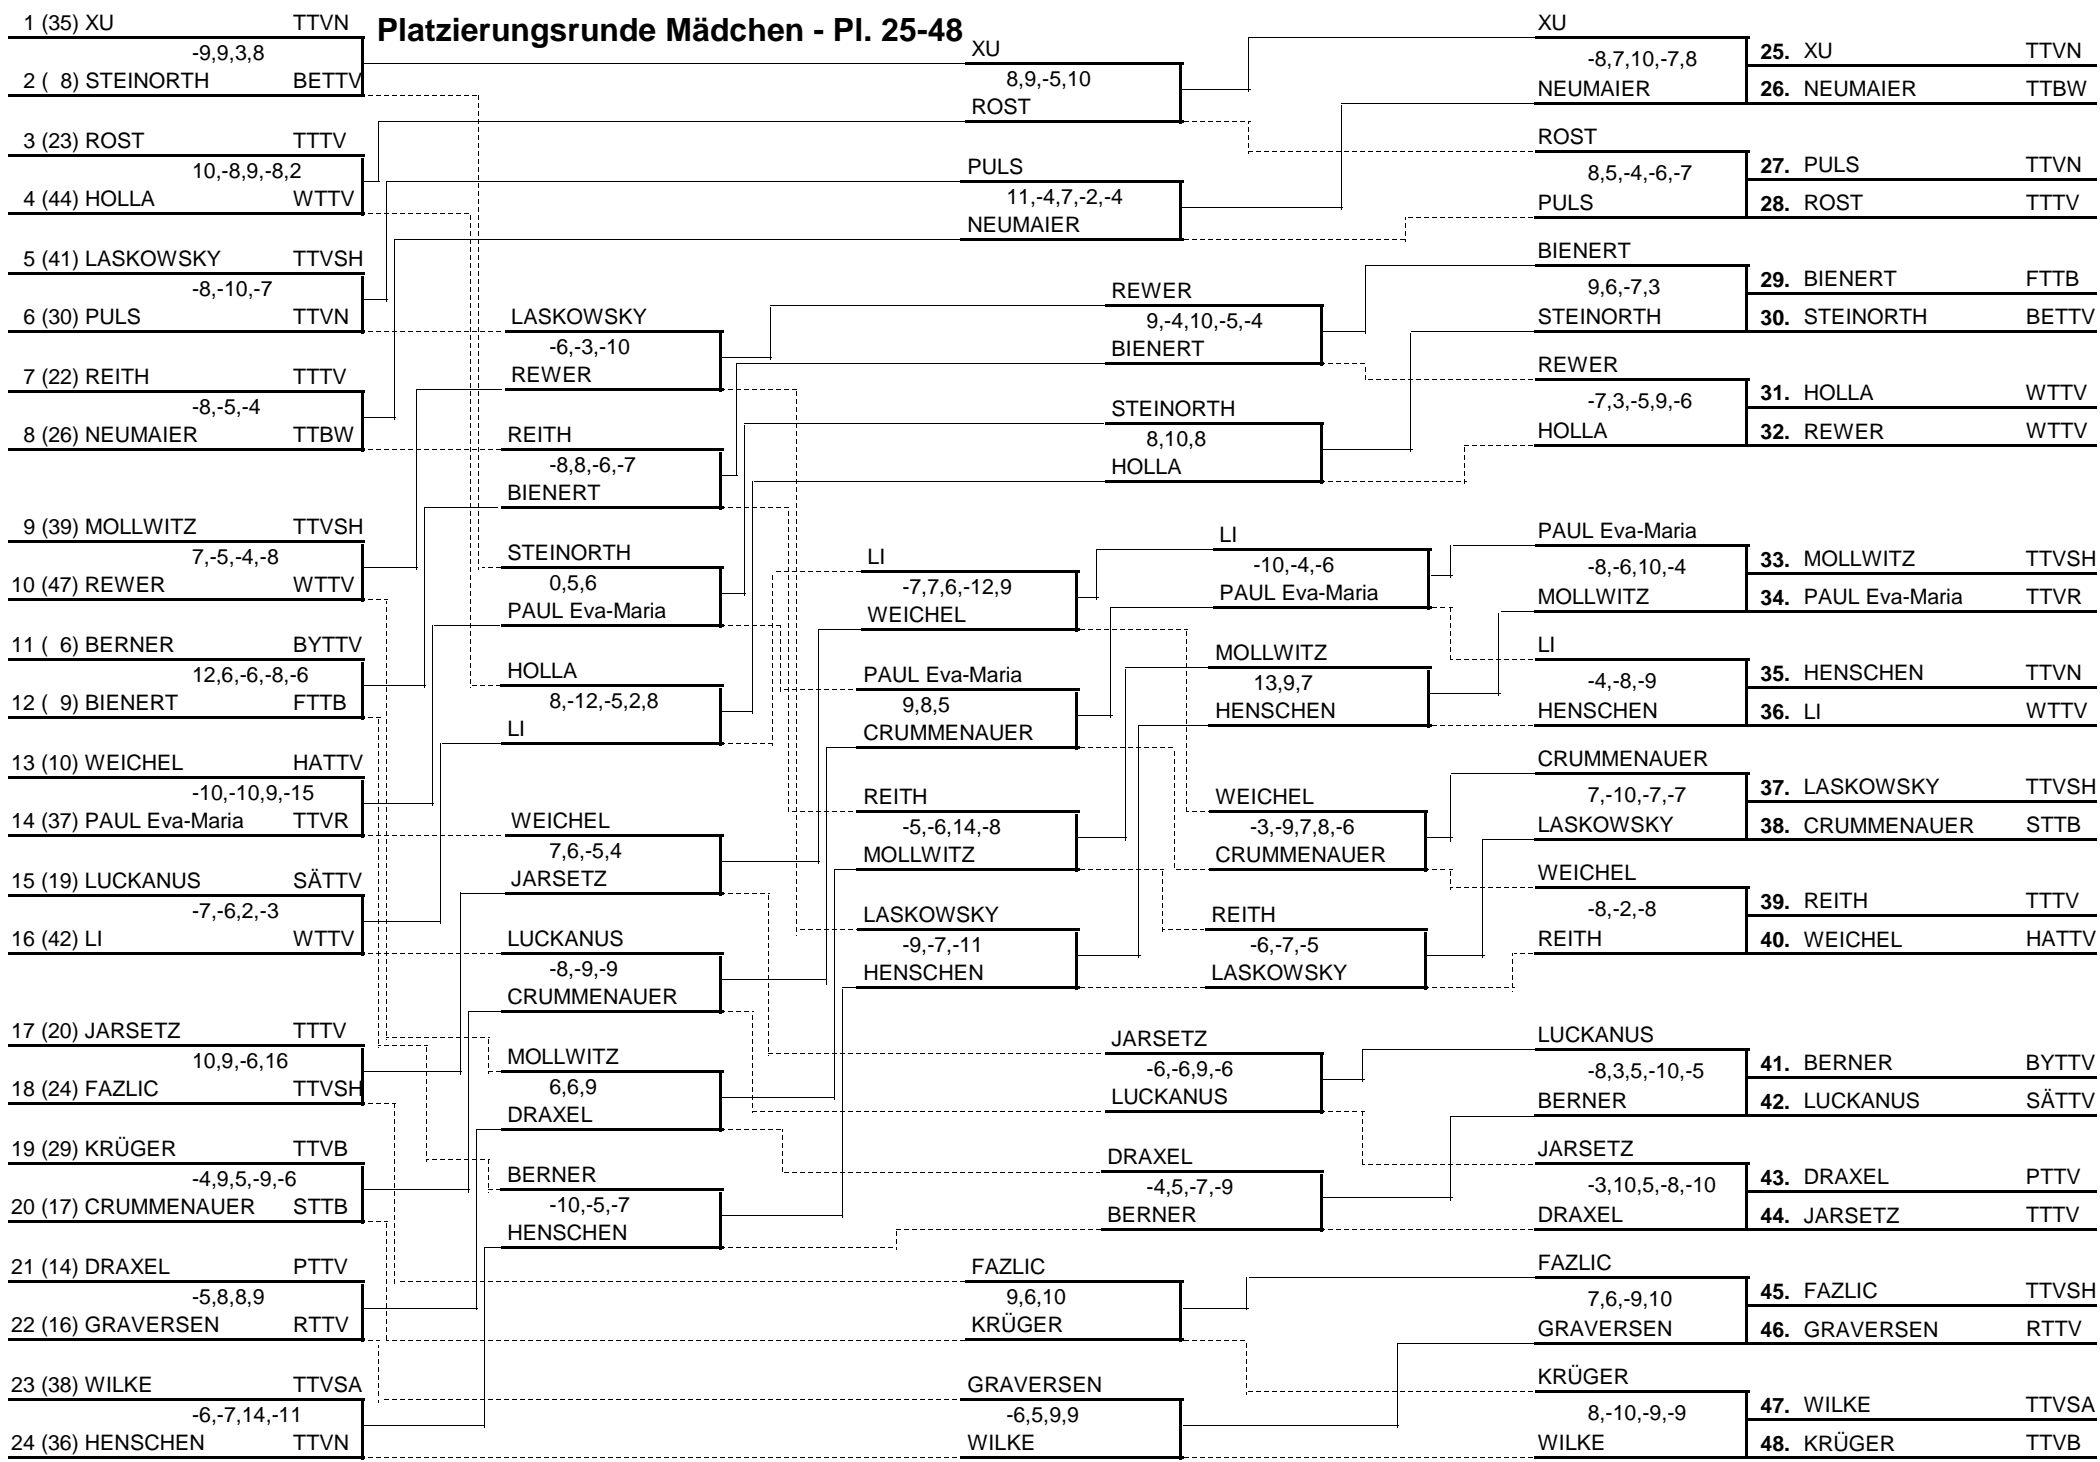 Platzierungsrunde Mädchen - Pl. 25-48
1 (35) XU TTVN
-9,9,3,8
2 ( 8) STEINORTH BETTV
3 (23) ROST TTTV
10,-8,9,-8,2
4 (44) HOLLA WTTV
5 (41) LASKOWSKY TTVSH
-8,-10,-7
6 (30) PULS TTVN
7 (22) REITH TTTV
-8,-5,-4
8 (26) NEUMAIER TTBW
9 (39) MOLLWITZ TTVSH
7,-5,-4,-8
10 (47) REWER WTTV
11 ( 6) BERNER BYTTV
12,6,-6,-8,-6
12 ( 9) BIENERT FTTB
13 (10) WEICHEL HATTV
-10,-10,9,-15
14 (37) PAUL Eva-Maria TTVR
15 (19) LUCKANUS SÄTTV
-7,-6,2,-3
16 (42) LI WTTV
17 (20) JARSETZ TTTV
10,9,-6,16
18 (24) FAZLIC TTVSH
19 (29) KRÜGER TTVB
-4,9,5,-9,-6
20 (17) CRUMMENAUER STTB
21 (14) DRAXEL PTTV
-5,8,8,9
22 (16) GRAVERSEN RTTV
23 (38) WILKE TTVSA
-6,-7,14,-11
24 (36) HENSCHEN TTVN
LASKOWSKY
-6,-3,-10
REWER
REITH
-8,8,-6,-7
BIENERT
STEINORTH
0,5,6
PAUL Eva-Maria
HOLLA
8,-12,-5,2,8
LI
WEICHEL
7,6,-5,4
JARSETZ
LUCKANUS
-8,-9,-9
CRUMMENAUER
MOLLWITZ
6,6,9
DRAXEL
BERNER
-10,-5,-7
HENSCHEN
LI
-7,7,6,-12,9
WEICHEL
PAUL Eva-Maria
9,8,5
CRUMMENAUER
REITH
-5,-6,14,-8
MOLLWITZ
LASKOWSKY
-9,-7,-11
HENSCHEN
XU
8,9,-5,10
ROST
PULS
11,-4,7,-2,-4
NEUMAIER
REWER
9,-4,10,-5,-4
BIENERT
STEINORTH
8,10,8
HOLLA
LI
-10,-4,-6
PAUL Eva-Maria
MOLLWITZ
13,9,7
HENSCHEN
WEICHEL
-3,-9,7,8,-6
CRUMMENAUER
REITH
-6,-7,-5
LASKOWSKY
JARSETZ
-6,-6,9,-6
LUCKANUS
DRAXEL
-4,5,-7,-9
BERNER
FAZLIC
9,6,10
KRÜGER
GRAVERSEN
-6,5,9,9
WILKE
XU
-8,7,10,-7,8
NEUMAIER
ROST
8,5,-4,-6,-7
PULS
BIENERT
9,6,-7,3
STEINORTH
REWER
-7,3,-5,9,-6
HOLLA
PAUL Eva-Maria
-8,-6,10,-4
MOLLWITZ
LI
-4,-8,-9
HENSCHEN
CRUMMENAUER
7,-10,-7,-7
LASKOWSKY
WEICHEL
-8,-2,-8
REITH
LUCKANUS
-8,3,5,-10,-5
BERNER
JARSETZ
-3,10,5,-8,-10
DRAXEL
FAZLIC
7,6,-9,10
GRAVERSEN
KRÜGER
8,-10,-9,-9
WILKE
25. XU TTVN
26. NEUMAIER TTBW
27. PULS TTVN
28. ROST TTTV
29. BIENERT FTTB
30. STEINORTH BETTV
31. HOLLA WTTV
32. REWER WTTV
33. MOLLWITZ TTVSH
34. PAUL Eva-Maria TTVR
35. HENSCHEN TTVN
36. LI WTTV
37. LASKOWSKY TTVSH
38. CRUMMENAUER STTB
39. REITH TTTV
40. WEICHEL HATTV
41. BERNER BYTTV
42. LUCKANUS SÄTTV
43. DRAXEL PTTV
44. JARSETZ TTTV
45. FAZLIC TTVSH
46. GRAVERSEN RTTV
47. WILKE TTVSA
48. KRÜGER TTVB